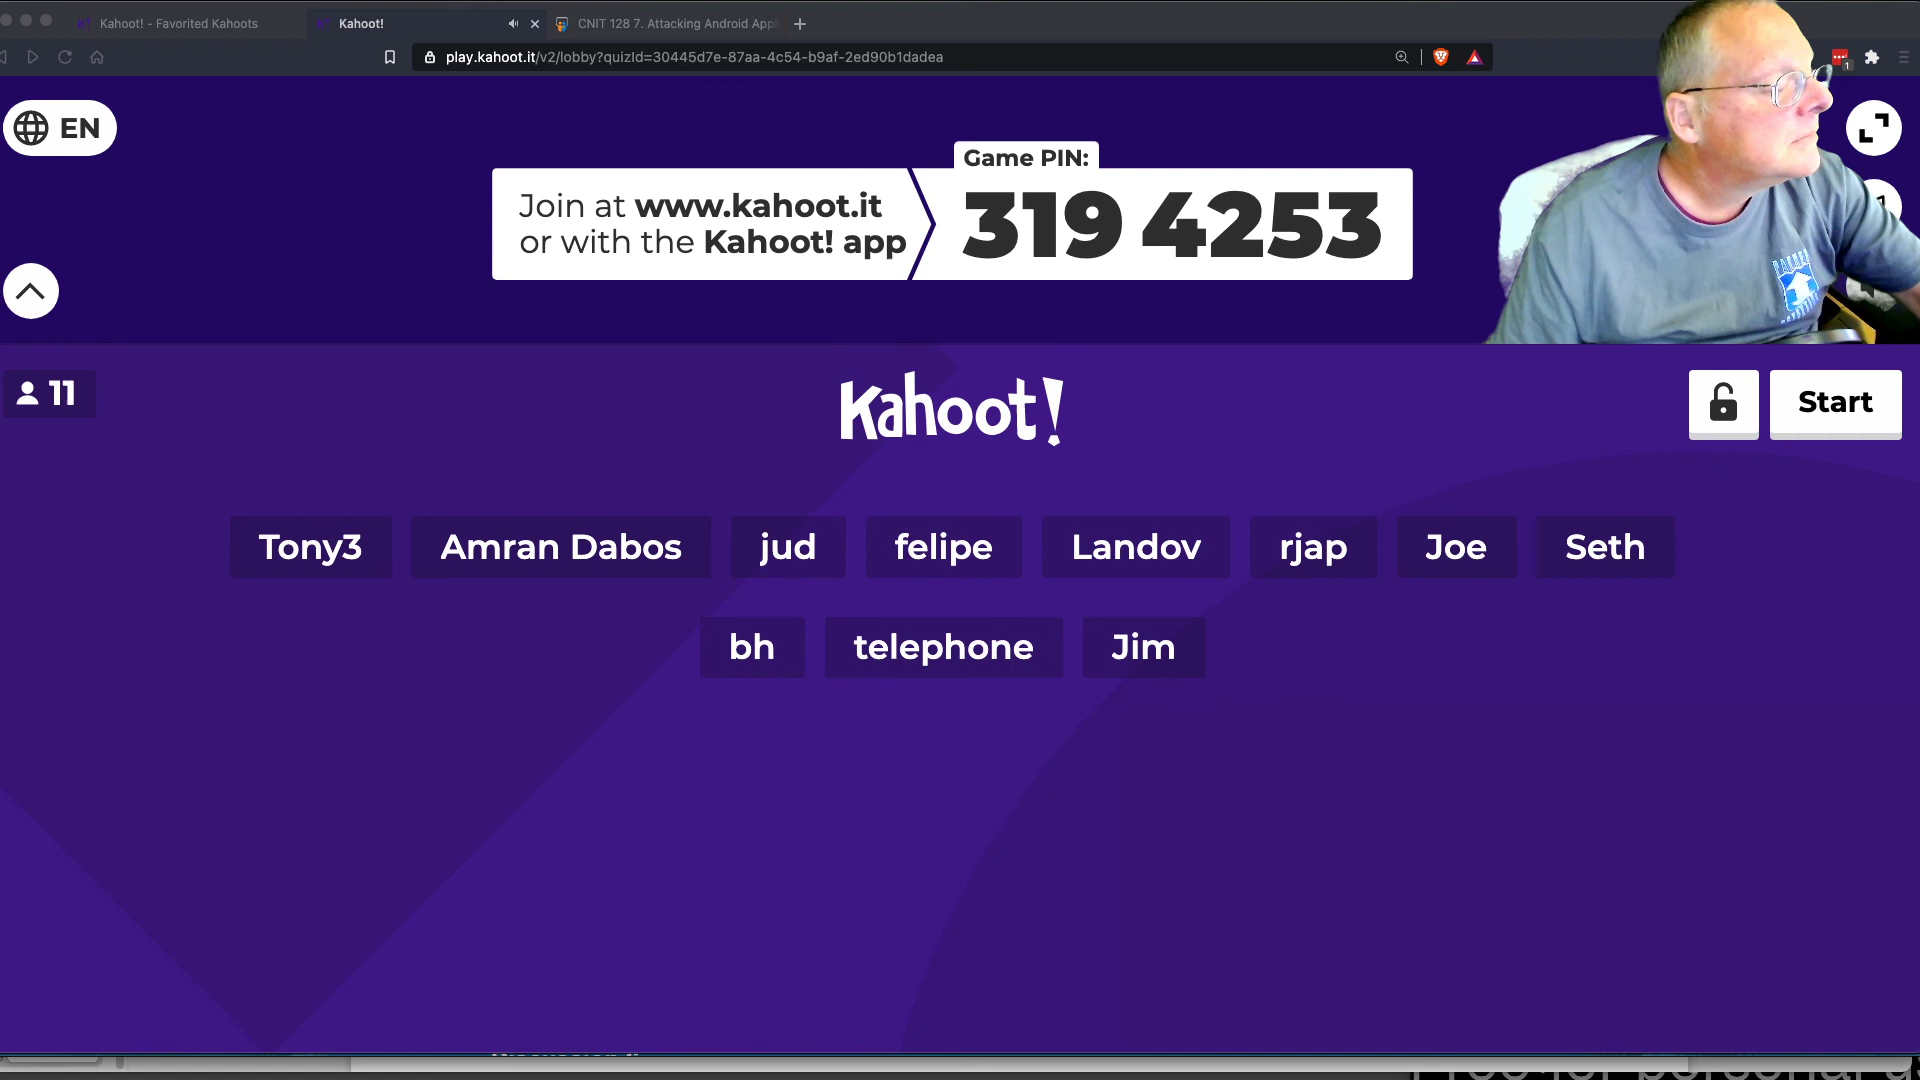 Kahoot! - Favorited Kahoots
Kahoot!
CNIT 128 7. Attacking Android Appl
play.kahoot.it/v2/lobby?quizId=30445d7e-87aa-4c54-b9af-2ed90b1dadea
1
EN
Game PIN:
Join at www.kahoot.it
or with the Kahoot! app
319 4253
11
Kahoot!
Start
Tony3 Amran Dabos jud felipe Landov rjap Joe Seth
bh telephone Jim